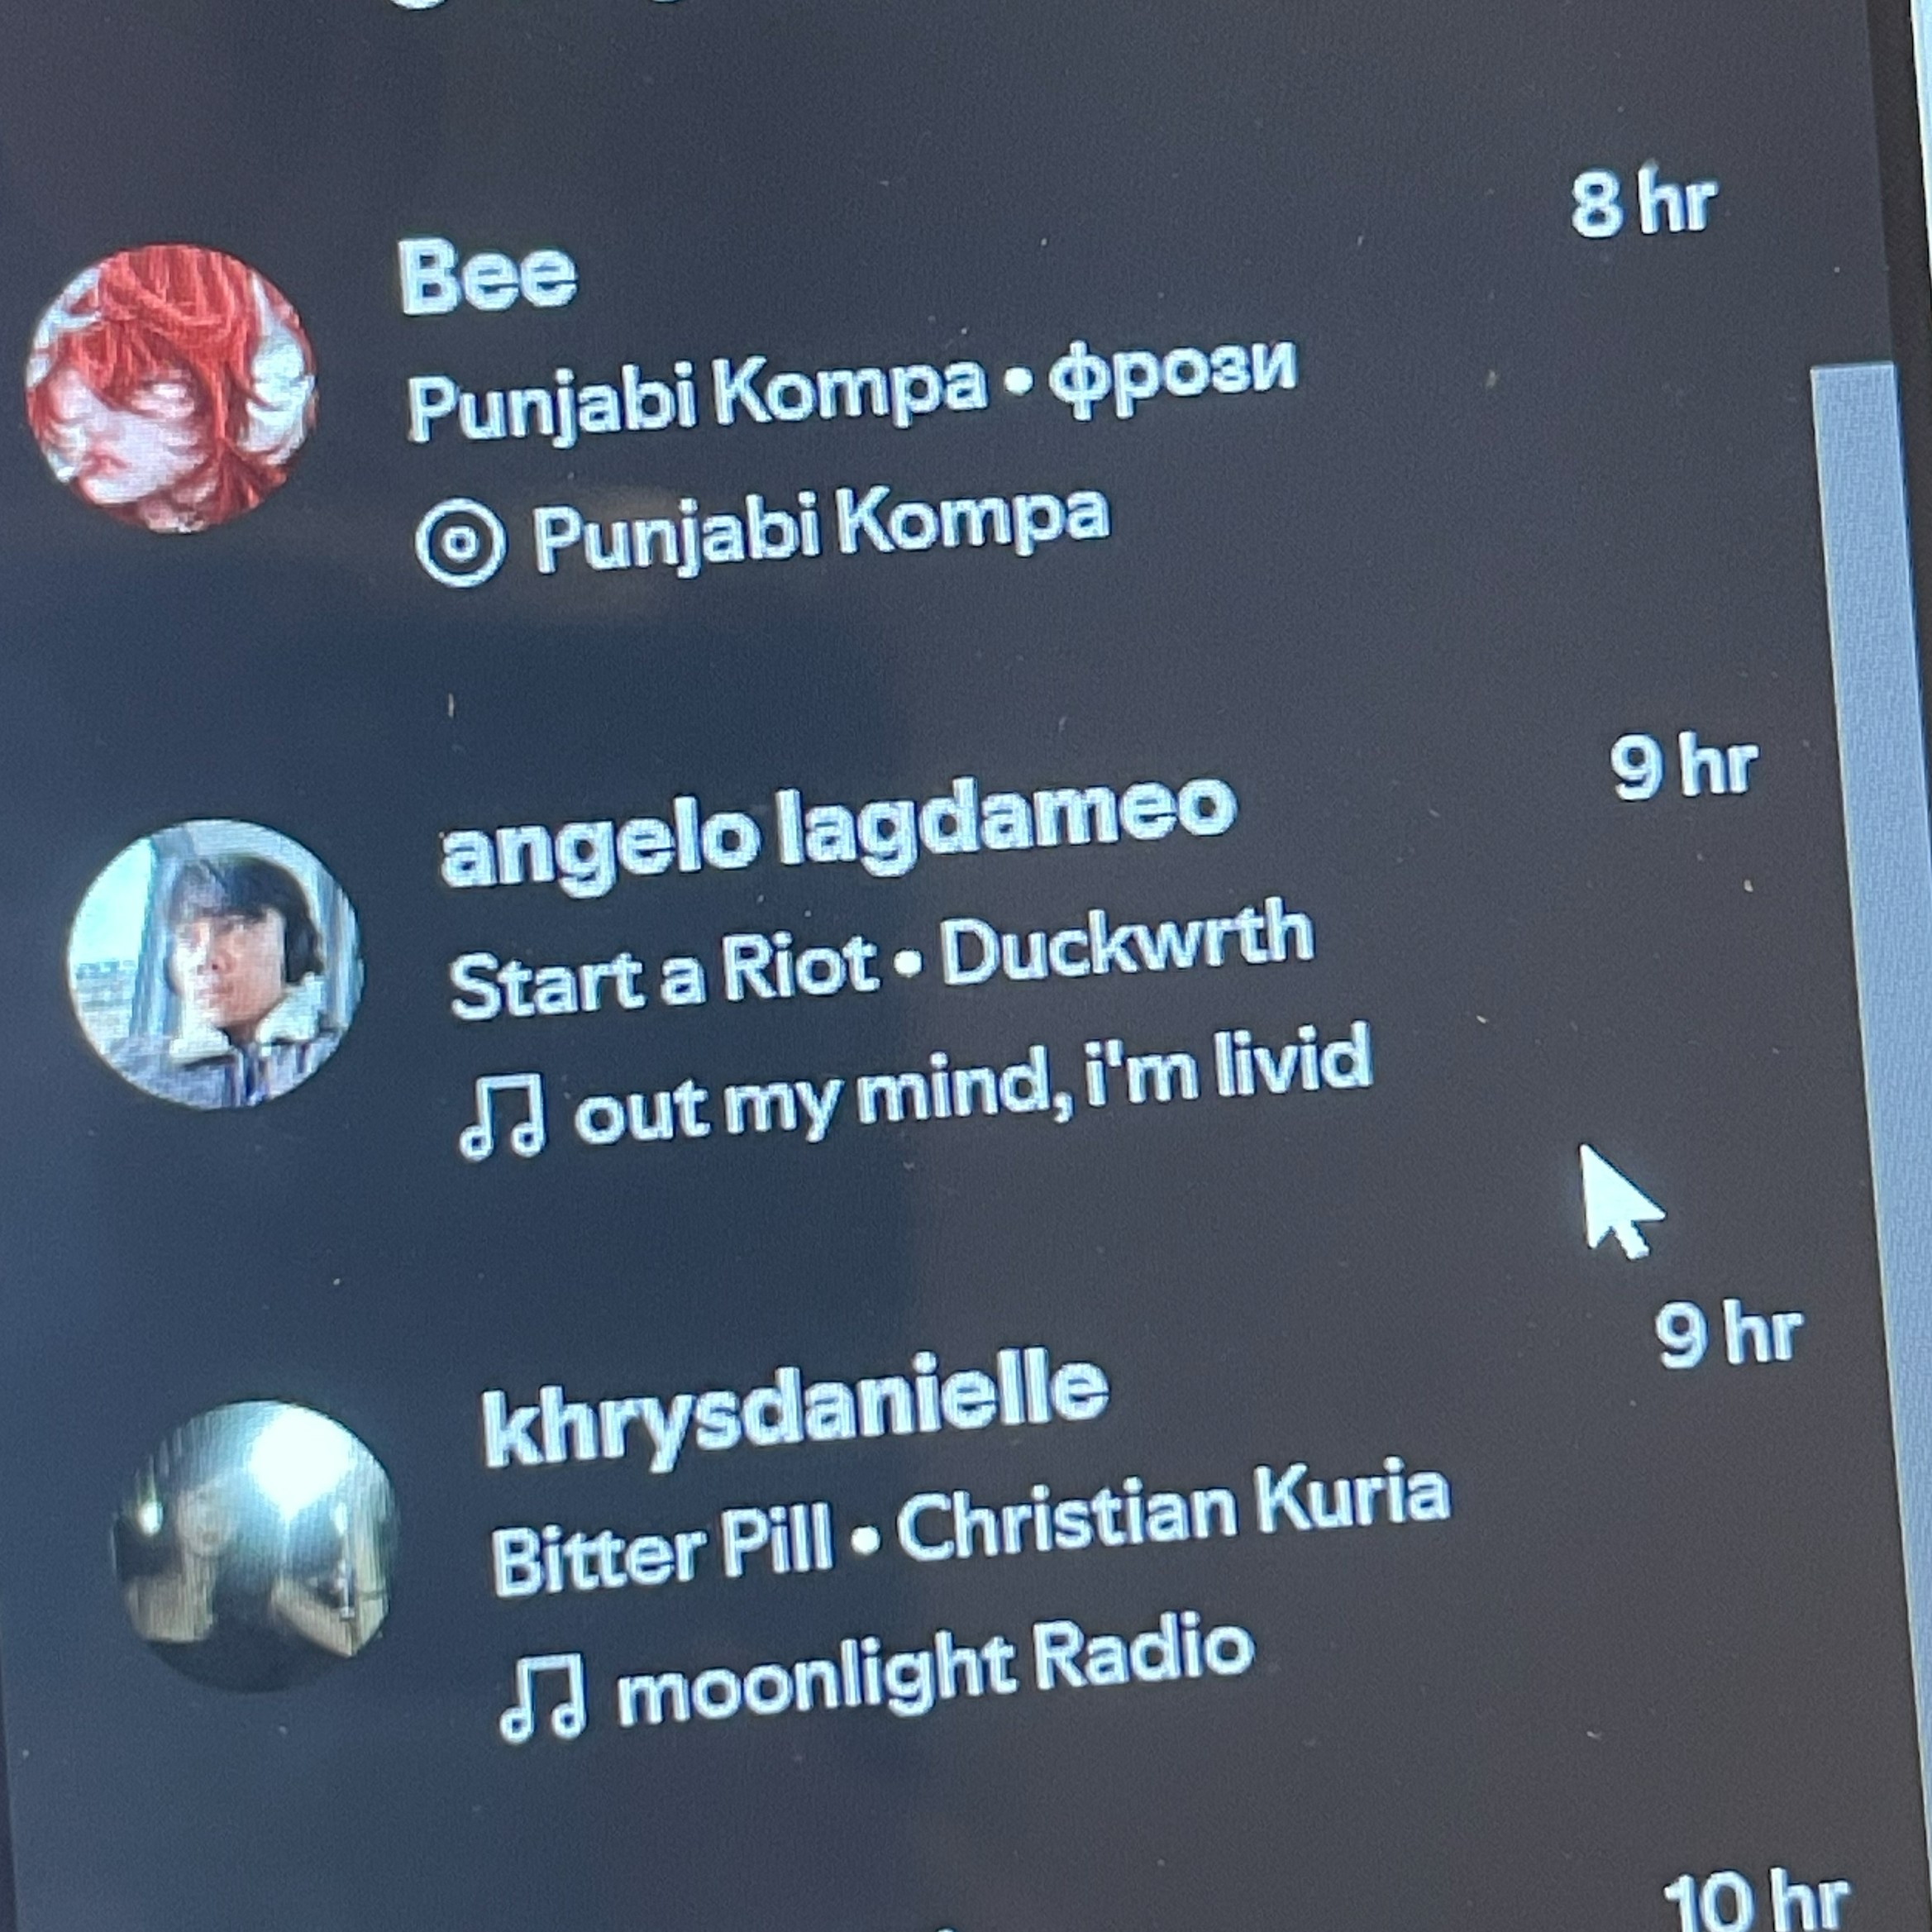 8 hr
Bee
Punjabi Kompa • фрози
Punjabi Kompa
9 hr
angelo lagdameo
Start a Riot • Duckwrth
out my mind, i'm livid
9 hr
khrysdanielle
Bitter Pill • Christian Kuria
moonlight Radio
10 hr